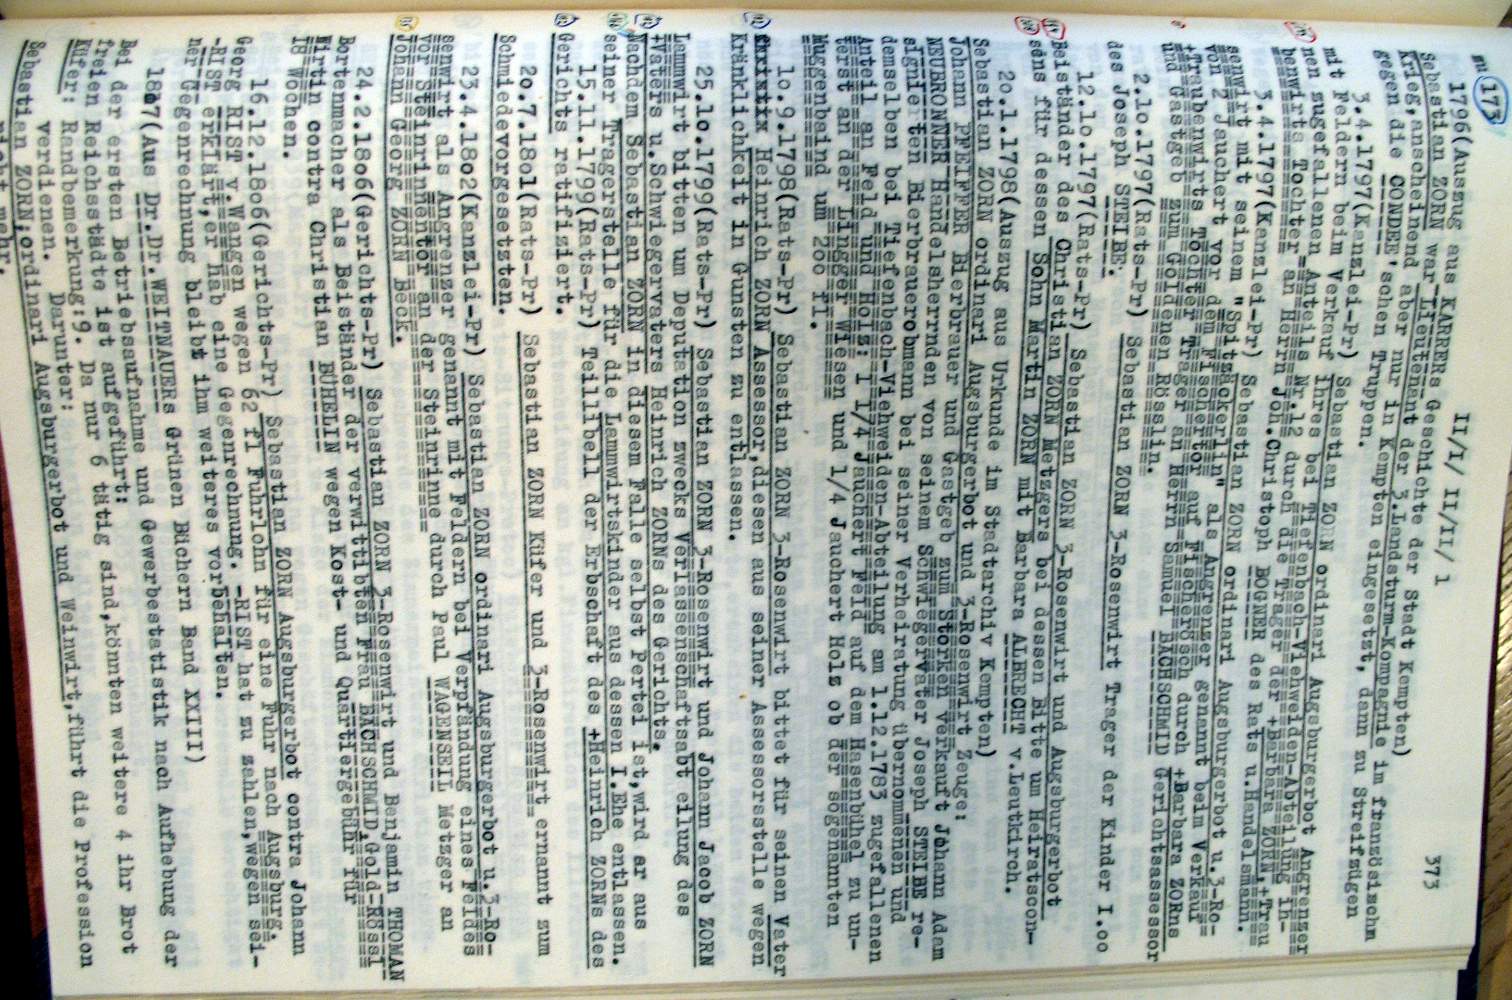 II/I/ II/II/ 1
373
173
1796(Auszug aus KARRERs Geschichte der Stadt Kempten)
Sebastian ZORN war Lieutenant der 3.Landsturm-Kompagnie im französischn
Krieg,anscheinend aber nur in Kempten eingesetzt, dann zu Streifzügen
gegen die CONDEE'schen Truppen.
3.4.1797(Kanzlei-Pr) Sebastian ZORN ordinari Augsburgerbot Angrenzer
mit Feldern beim Verkauf ihres bei Tiefenbach-Viehweiden-Abteilung ih-
nen zugefallenen Anteils Nr.2 durch die Träger der +Barbara ZORN,+Trau
benwirts Tochter an Herrn Joh.Christoph BOGNER des Rats u.Handelsmann.
3.4.1797(Kanzlei-Pr) Sebastian ZORN ordinari Augsburgerbot u.3-Ro-
senwirt mit seinem "Spitzäckerlin" als Angrenzer genannt beim Verkauf
von 2 Jauchert vor dem Fischertor auf Fischerösch durch +Barbara ZORNs
+Traubenwirts Tochter Träger an Herrn Samuel BACHSCHMID Gerichtsassessor
und Gastgeb zum Goldenen Rösslin.
2.10.1797(Rats-Pr) Sebastian ZORN 3-Rosenwirt Träger der Kinder I.oo
des Joseph STEIBE.
12.10.1797(Rats-Pr) Sebastian ZORN 3-Rosenwirt und Augsburgerbot
Beiständer des Christian ZORN Metzgers bei dessen Bitte um Heiratscon-
sens für dessen Sohn Martin ZORN mit Barbara ALBRECHT v.Leutkirch.
20.1.1798(Auszug aus Urkunde im Stadtarchiv Kempten)
Sebastian ZORN ordinari Augsburgerbot und 3-Rosenwirt Zeuge:
Johann PFEIFFER Bierbrauer und Gastgeb zum Storken verkauft Johann Adam
NEUBRONNER Handelsherrnden von seinem Schwiegervater Joseph STEIBE re-
signierten Bierbrauerobmann bei seiner Verheiratung übernommenen und
demselben bei Tiefenbach-Viehweiden-Abteilung am 1.12.1783 zugefallenen
Anteil an Feld und Holz: I 1/4 Jauchert Feld auf dem Hasenbühel zu un-
terst an der Lingger Wiesen und 1/4 Jauchert Holz ob der sogenannten
Muggenbaind um 200 fl.
10.9.1798(Rats-Pr) Sebastian ZORN 3-Rosenwirt bittet für seinen Vater
Heinrich ZORN Assessor,diesen aus seiner Assessorsstelle wegen
Kränklichkeit in Gunsten zu entlassen.
25.10.1799(Rats-Pr) Sebastian ZORN 3-Rosenwirt und Johann Jacob ZORN
Lammwirt bitten um Deputation zwecks Verlassenschaftsabt eilung des
+Vaters u.Schwiegervaters Heinrich ZORNs des Gerichts.
Nachdem Sebastian ZORN in diesem Falle selbst Pertei ist,wird er aus
seiner Trägerstelle für die Lammwirtskinder aus dessen I.Ehe entlassen.
15.11.1799(Rats-Pr) Teillibell der Erbschaft des +Heinrich ZORNs des
Gerichts ratifiziert.
20.7.1801(Rats-Pr) Sebastian ZORN Küfer und 3-Rosenwirt ernannt zum
Schmiedevorgesetzten.
23.4.1802(Kanzlei-Pr) Sebastian ZORN ordinari Augsburgerbot u.3-Ro-
senwirt als Angrenzer genannt mit Feldern bei Verpfändung eines Feldes
vor Steinrinnentor an der Steinrinne durch Paul WAGENSEIL Metzger an
Johann Georg ZORN Beck.
24.2.1806(Gerichts-Pr) Sebastian ZORN 3-Rosenwirt und Benjamin THOMAN
Bortenmacher als Beiständer der verwittibten Frau BACHSCHMID Gold-Rössl
Wirtin contra Christian BÜHELIN wegen Kost- und Quartiergebühr für
18 Wochen.
16.12.1806(Gerichts-Pr) Sebastian ZORN Augsburgerbot contra Johann
Georg RIST v.Wangen wegen 62 fl Fuhrlohn für eine Fuhr nach Augsburg.
-RIST erklärt,er hab eine Gegenrechnung. -RIST hat zu zahlen,wegen sei-
ner Gegenrechnung bleibt ihm weiteres vorbehalten.
1807(Aus Dr.Dr.WEITNAUERs Grünen Büchern Band XXIII)
Bei der ersten Betriebsaufnahme und Gewerbestatistik nach Aufhebung der
freien Reichsstädte ist aufgeführt:
Küfer: Randbemerkung:9. Da nur 6 tätig sind,könnten weitere 4 ihr Brot
verdienen. Darunter:
Sebastian ZORN,ordinari Augsburgerbot und Weinwirt,führt die Profession
nicht mehr.